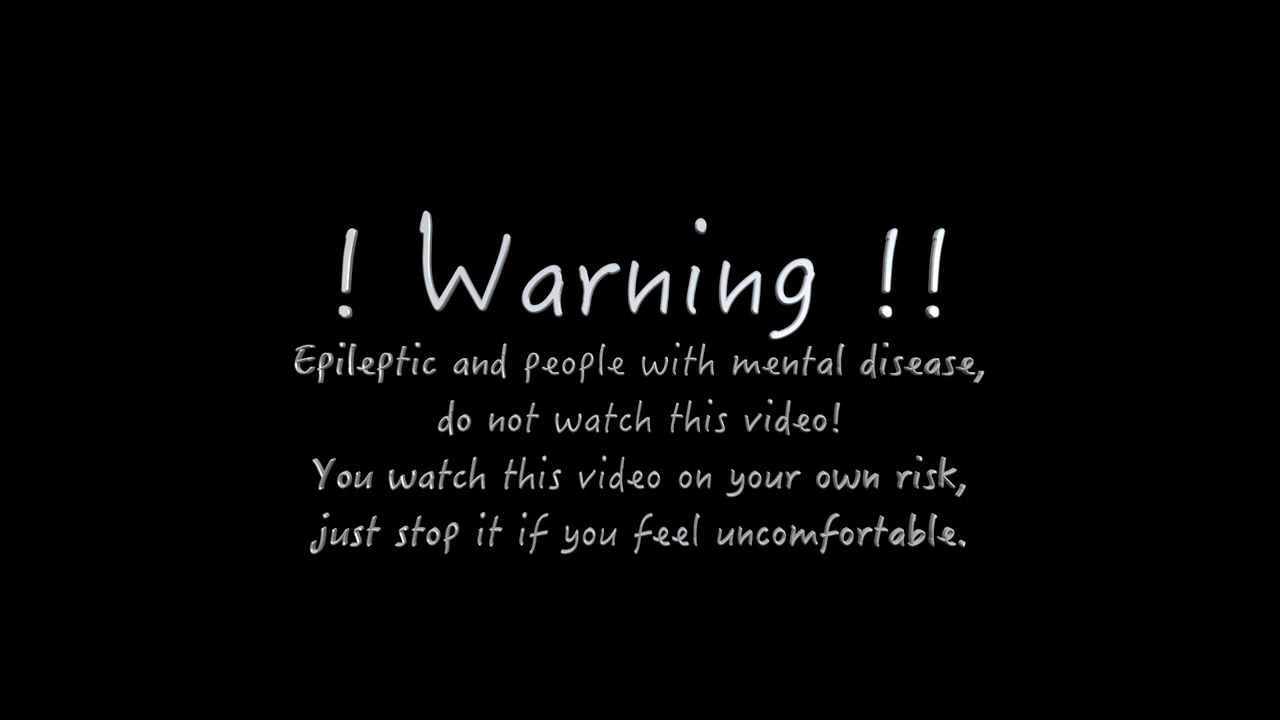 ! Warning !!
Epileptic and people with mental disease,
do not watch this video!
You watch this video on your own risk,
just stop it if you feel uncomfortable.